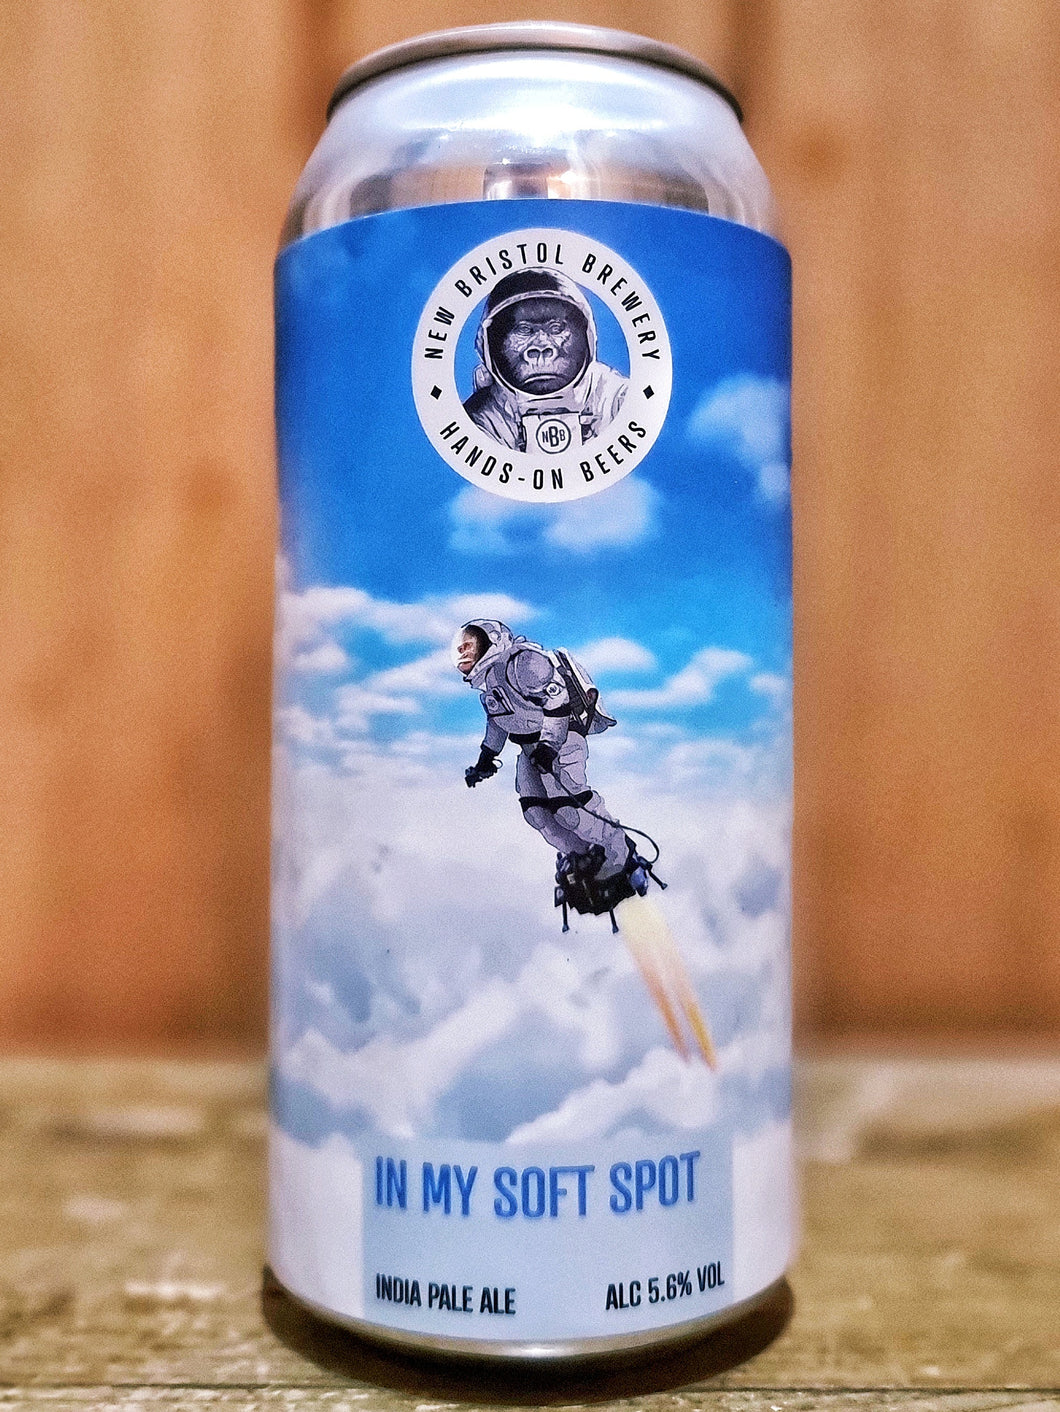 NEW BRISTOL BREWERY
HANDS-ON BEERS
NBB
IN MY SOFT SPOT
INDIA PALE ALE
ALC 5.6% VOL